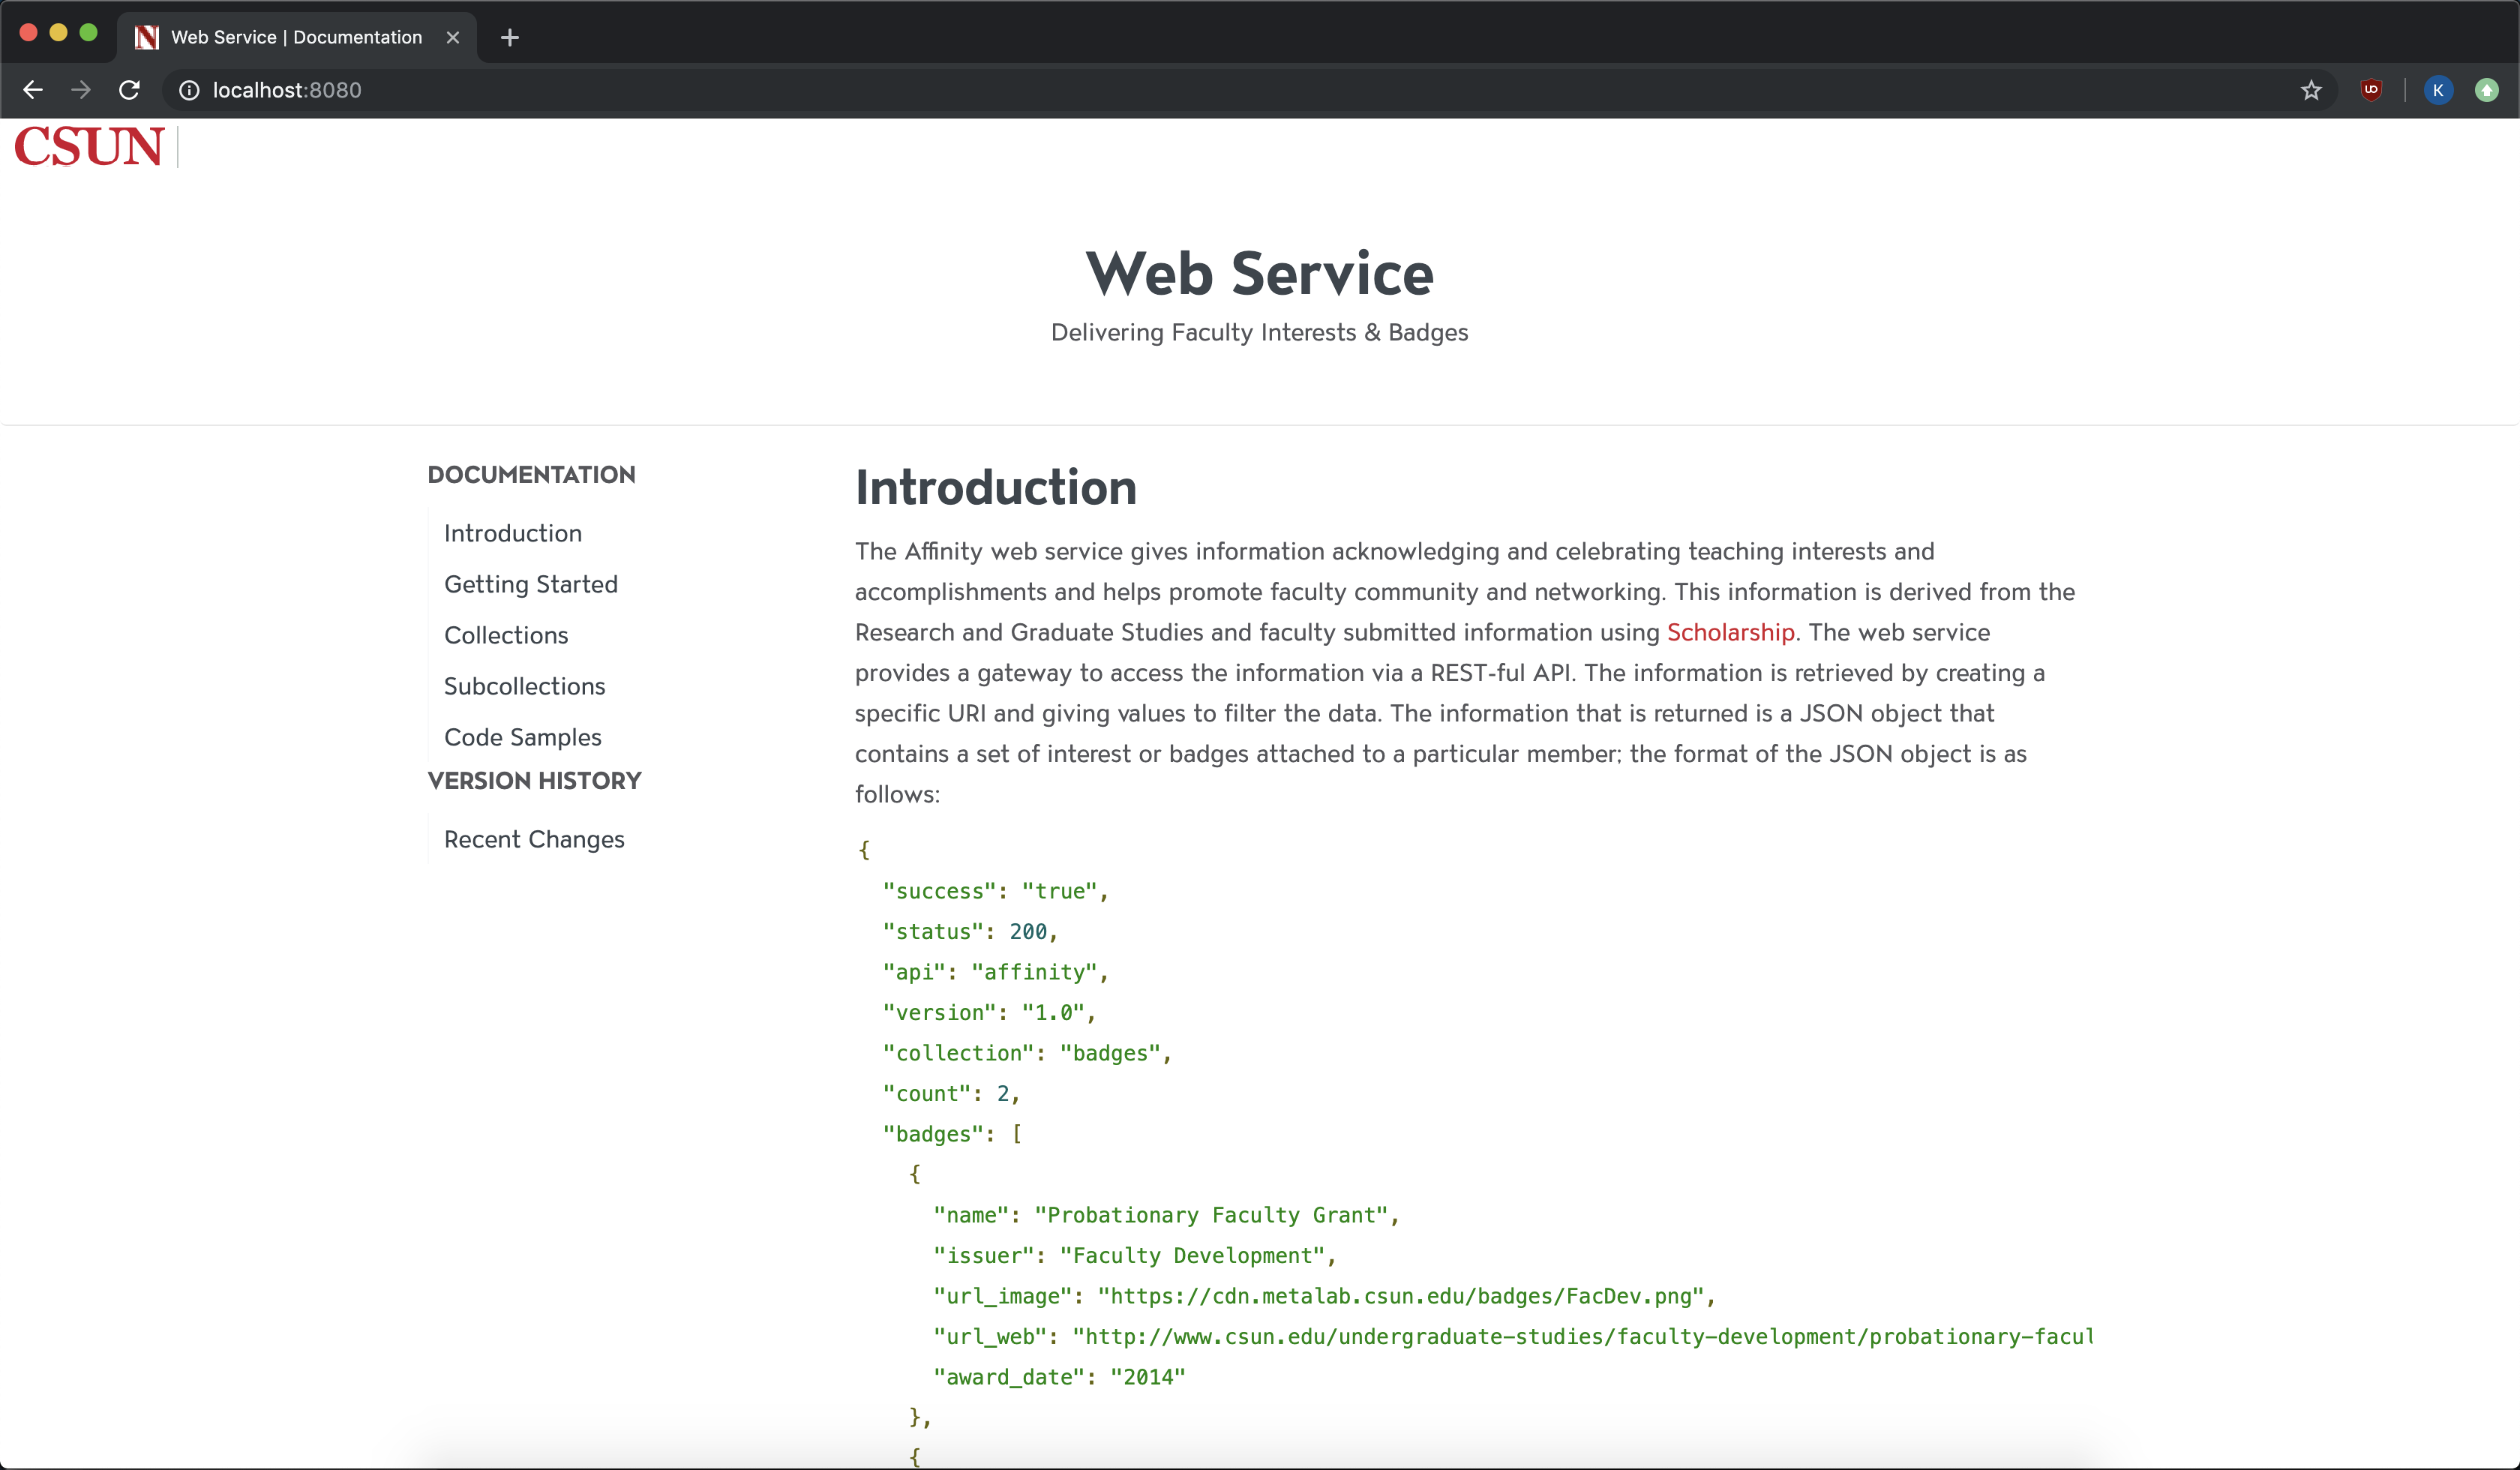 Web Service | Documentation
localhost:8080
K
CSUN
Web Service
Delivering Faculty Interests & Badges
DOCUMENTATION
Introduction
Getting Started
Collections
Subcollections
Code Samples
VERSION HISTORY
Recent Changes
Introduction
The Affinity web service gives information acknowledging and celebrating teaching interests and
accomplishments and helps promote faculty community and networking. This information is derived from the
Research and Graduate Studies and faculty submitted information using Scholarship. The web service
provides a gateway to access the information via a REST-ful API. The information is retrieved by creating a
specific URI and giving values to filter the data. The information that is returned is a JSON object that
contains a set of interest or badges attached to a particular member; the format of the JSON object is as
follows:
{
"success": "true",
"status": 200,
"api": "affinity",
"version": "1.0",
"collection": "badges",
"count": 2,
"badges": [
{
"name": "Probationary Faculty Grant",
"issuer": "Faculty Development",
"url_image": "https://cdn.metalab.csun.edu/badges/FacDev.png",
"url_web": "http://www.csun.edu/undergraduate-studies/faculty-development/probationary-facul
"award_date": "2014"
},
{